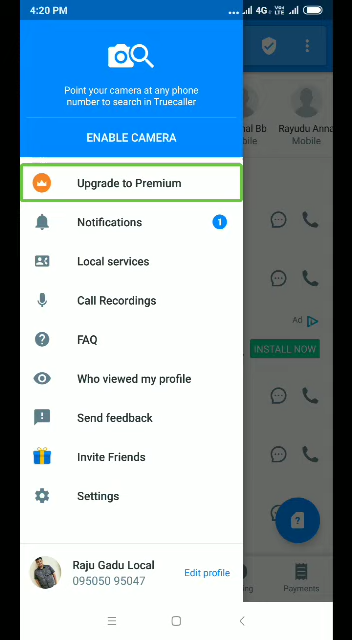 4:20 PM
4G
VoLTE
Point your camera at any phone
number to search in Truecaller
ENABLE CAMERA
Upgrade to Premium
Notifications
1
Local services
Call Recordings
FAQ
Who viewed my profile
Send feedback
Invite Friends
Settings
Raju Gadu Local
095050 95047
Edit profile
Bb
Rayudu Anna
Mobile
Ad
INSTALL NOW
Payments